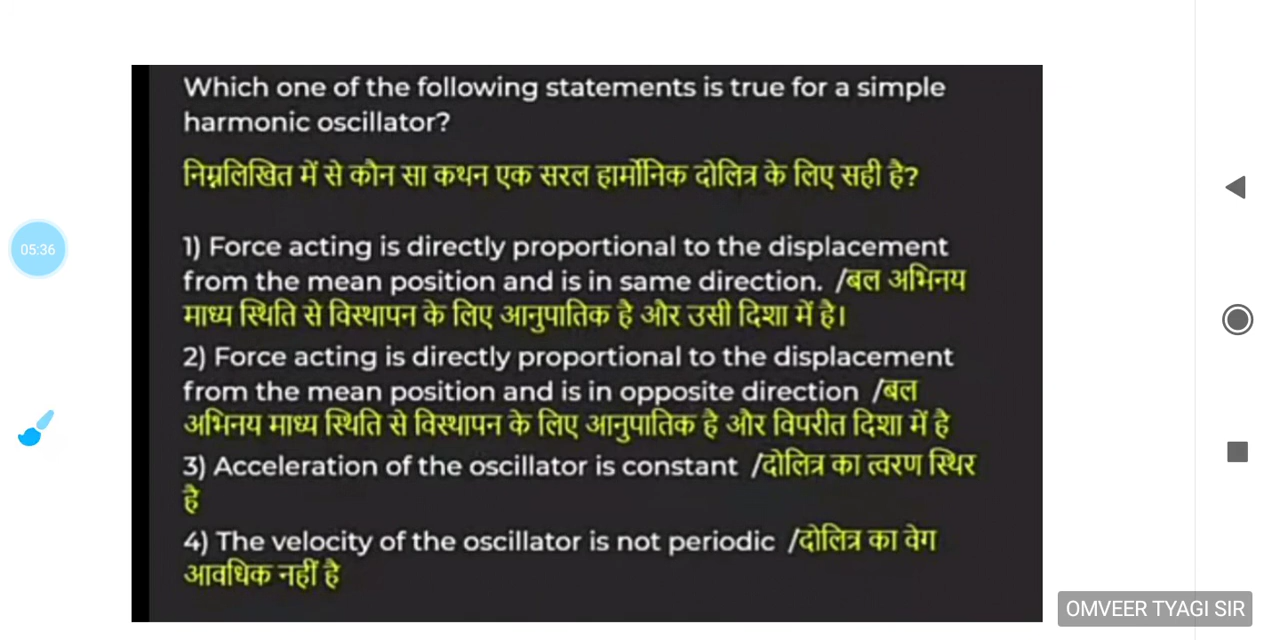 Which one of the following statements is true for a simple
harmonic oscillator?
निम्नलिखित में से कौन सा कथन एक सरल हार्मोनिक दोलित्र के लिए सही है?
1) Force acting is directly proportional to the displacement
from the mean position and is in same direction. /बल अभिनय
माध्य स्थिति से विस्थापन के लिए आनुपातिक है और उसी दिशा में है।
2) Force acting is directly proportional to the displacement
from the mean position and is in opposite direction /बल
अभिनय माध्य स्थिति से विस्थापन के लिए आनुपातिक है और विपरीत दिशा में है
3) Acceleration of the oscillator is constant /दोलित्र का त्वरण स्थिर
है
4) The velocity of the oscillator is not periodic /दोलित्र का वेग
आवधिक नहीं है
05:36
OMVEER TYAGI SIR